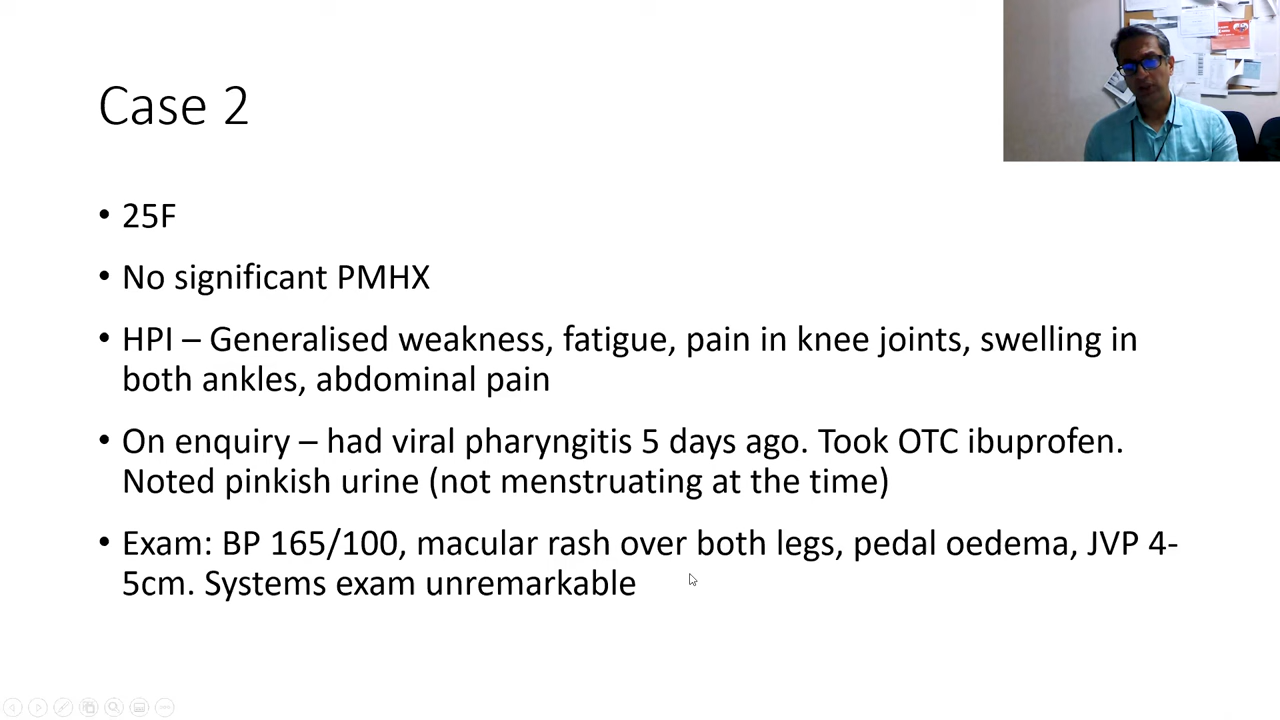 Case 2
• 25F
• No significant PMHX
• HPI – Generalised weakness, fatigue, pain in knee joints, swelling in
both ankles, abdominal pain
• On enquiry – had viral pharyngitis 5 days ago. Took OTC ibuprofen.
Noted pinkish urine (not menstruating at the time)
• Exam: BP 165/100, macular rash over both legs, pedal oedema, JVP 4-
5cm. Systems exam unremarkable